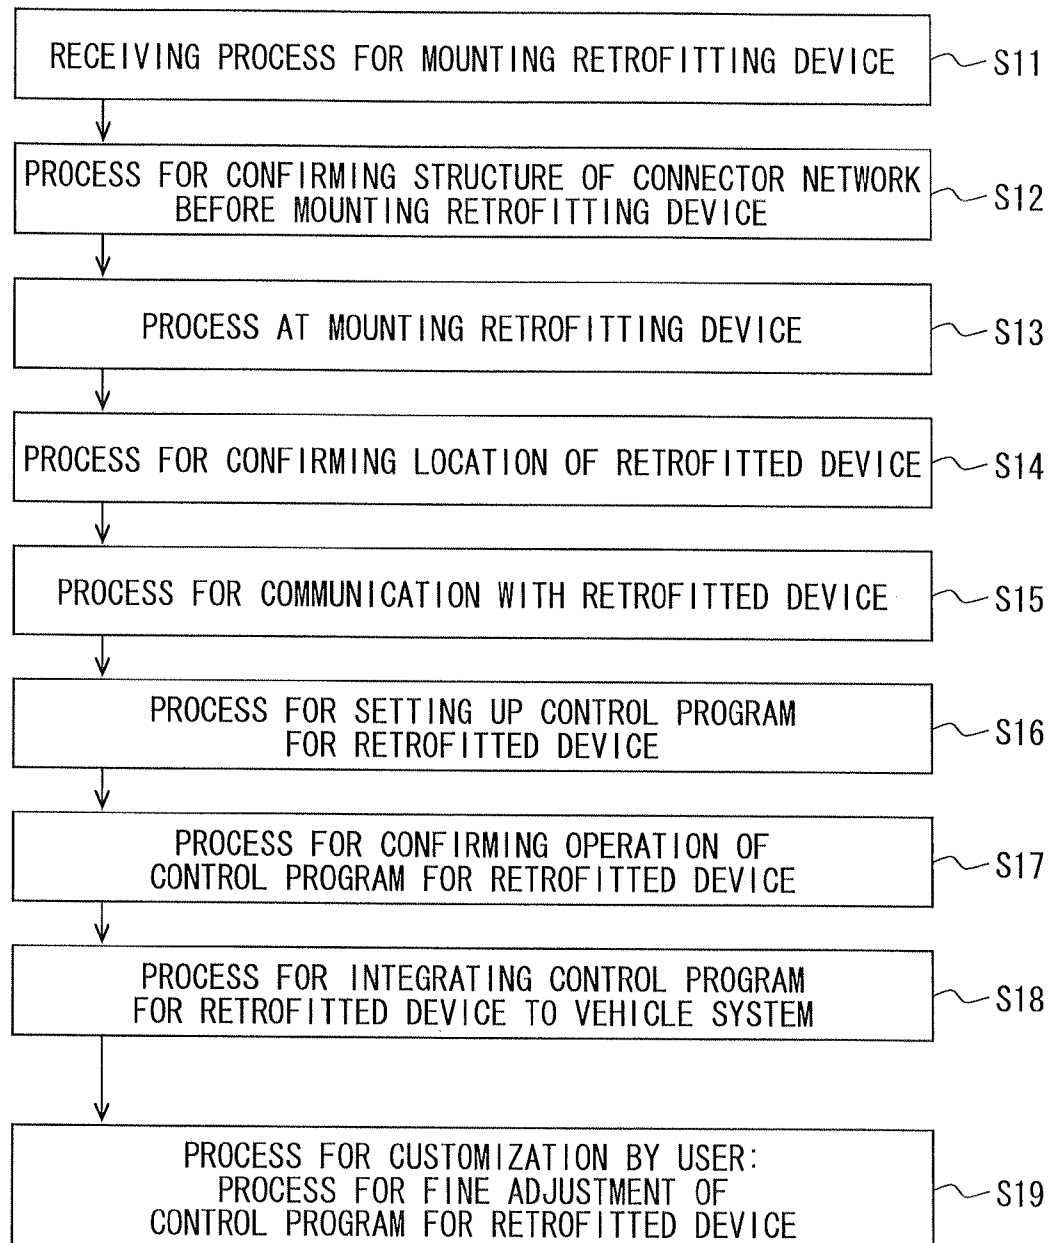 RECEIVING PROCESS FOR MOUNTING RETROFITTING DEVICE
S11
PROCESS FOR CONFIRMING STRUCTURE OF CONNECTOR NETWORK
BEFORE MOUNTING RETROFITTING DEVICE
S12
PROCESS AT MOUNTING RETROFITTING DEVICE
S13
PROCESS FOR CONFIRMING LOCATION OF RETROFITTED DEVICE
S14
PROCESS FOR COMMUNICATION WITH RETROFITTED DEVICE
S15
PROCESS FOR SETTING UP CONTROL PROGRAM
FOR RETROFITTED DEVICE
S16
PROCESS FOR CONFIRMING OPERATION OF
CONTROL PROGRAM FOR RETROFITTED DEVICE
S17
PROCESS FOR INTEGRATING CONTROL PROGRAM
FOR RETROFITTED DEVICE TO VEHICLE SYSTEM
S18
PROCESS FOR CUSTOMIZATION BY USER:
PROCESS FOR FINE ADJUSTMENT OF
CONTROL PROGRAM FOR RETROFITTED DEVICE
S19